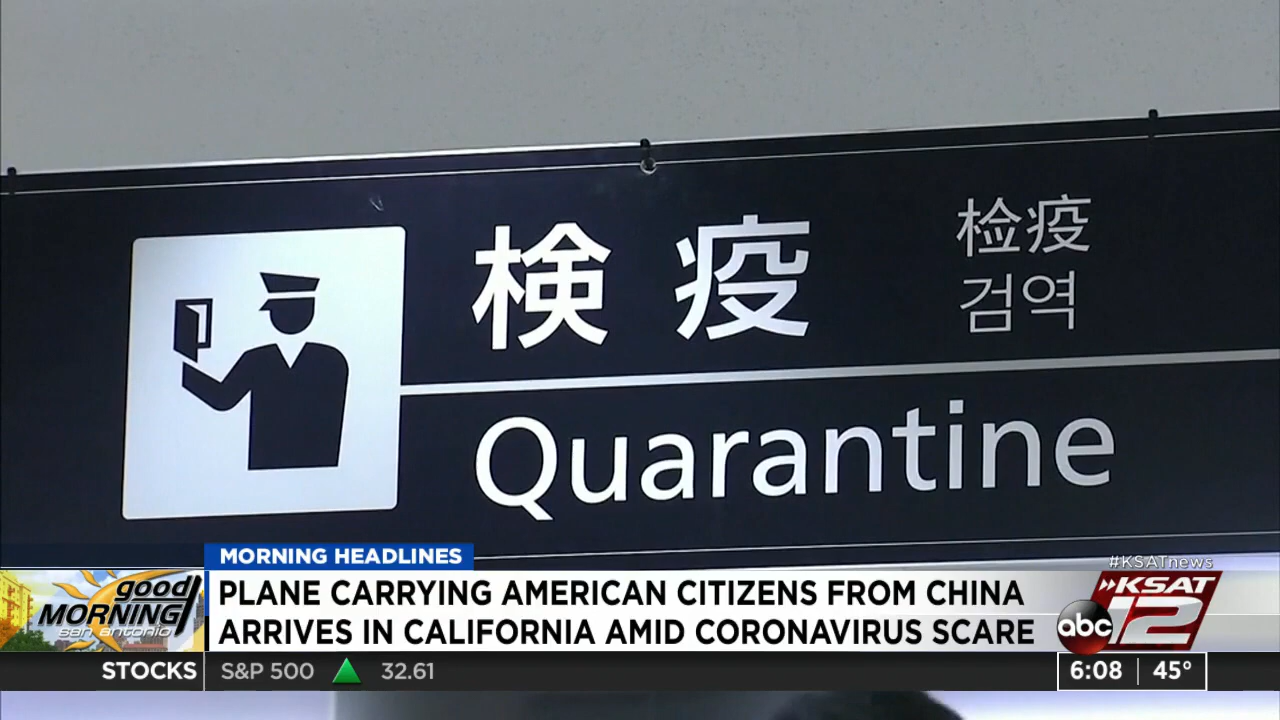 検疫
检疫
검역
Quarantine
MORNING HEADLINES
#KSATnews
PLANE CARRYING AMERICAN CITIZENS FROM CHINA
ARRIVES IN CALIFORNIA AMID CORONAVIRUS SCARE
good
MORNING!
san antonio
KSAT
abc 12
STOCKS
S&P 500 ▲ 32.61
6:08 45°